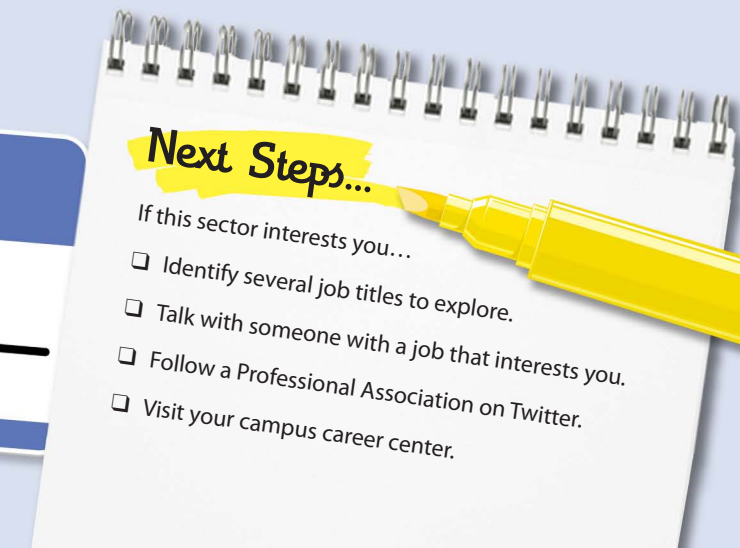 Next Steps...
If this sector interests you…
❏ Identify several job titles to explore.
❏ Talk with someone with a job that interests you.
❏ Follow a Professional Association on Twitter.
❏ Visit your campus career center.